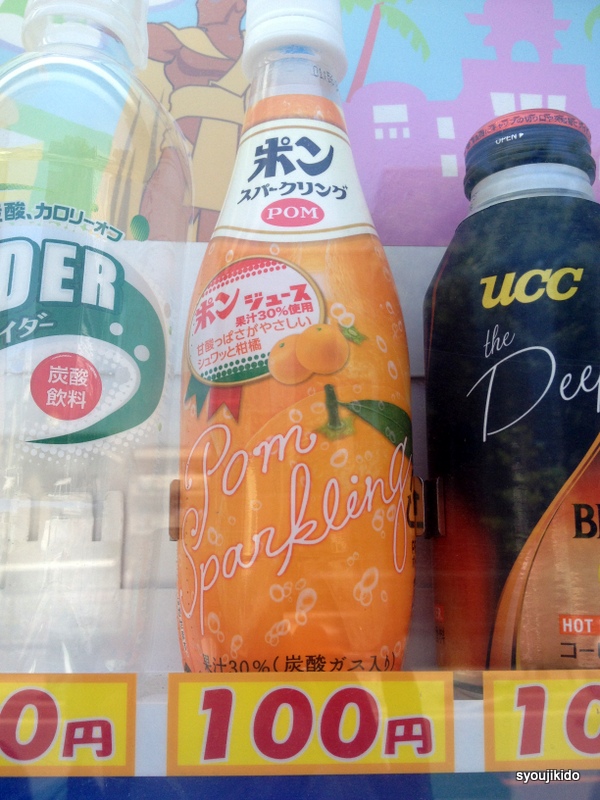 酸、カロリーオフ
DER
イダー
炭酸
飲料
ポン
スパークリング
POM
ポン ジュース
果汁30%使用
甘酸っぱさがやさしい
シュワッと柑橘
Pom
Sparkling
果汁30%(炭酸ガス入り)
OPEN
UCC
the
Deep
HOT
コー
0円
100円
10
syoujikido